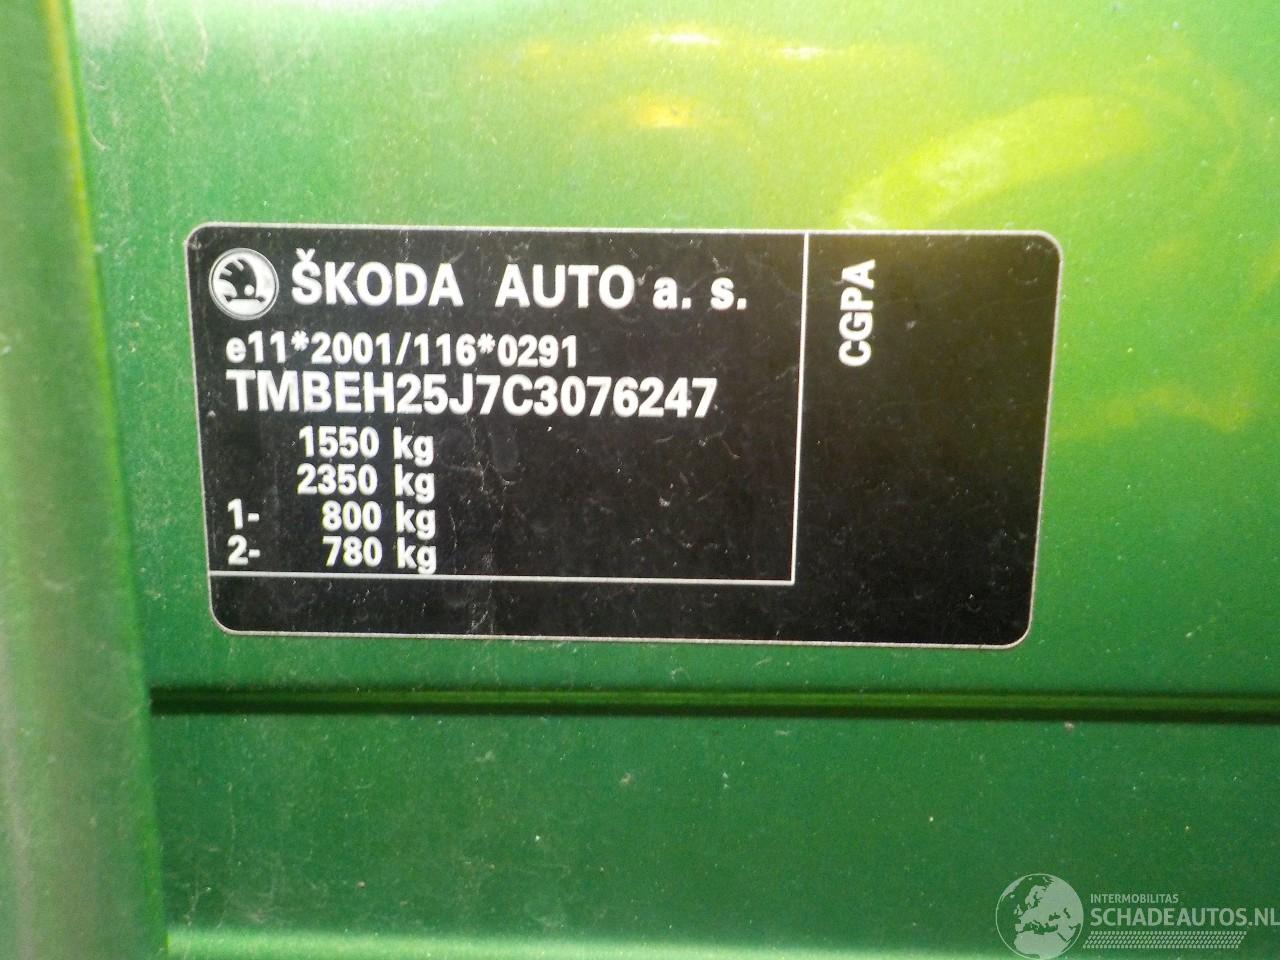 ŠKODA AUTO a. s.
e11*2001/116*0291
TMBEH25J7C3076247
1550 kg
2350 kg
1- 800 kg
2- 780 kg
CGPA
INTERMOBILITAS
SCHADEAUTOS.NL